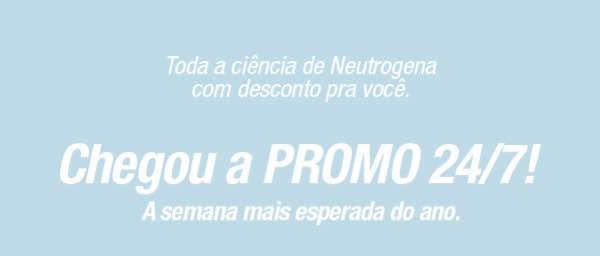 Toda a ciência de Neutrogena
com desconto pra você.
Chegou a PROMO 24/7!
A semana mais esperada do ano.